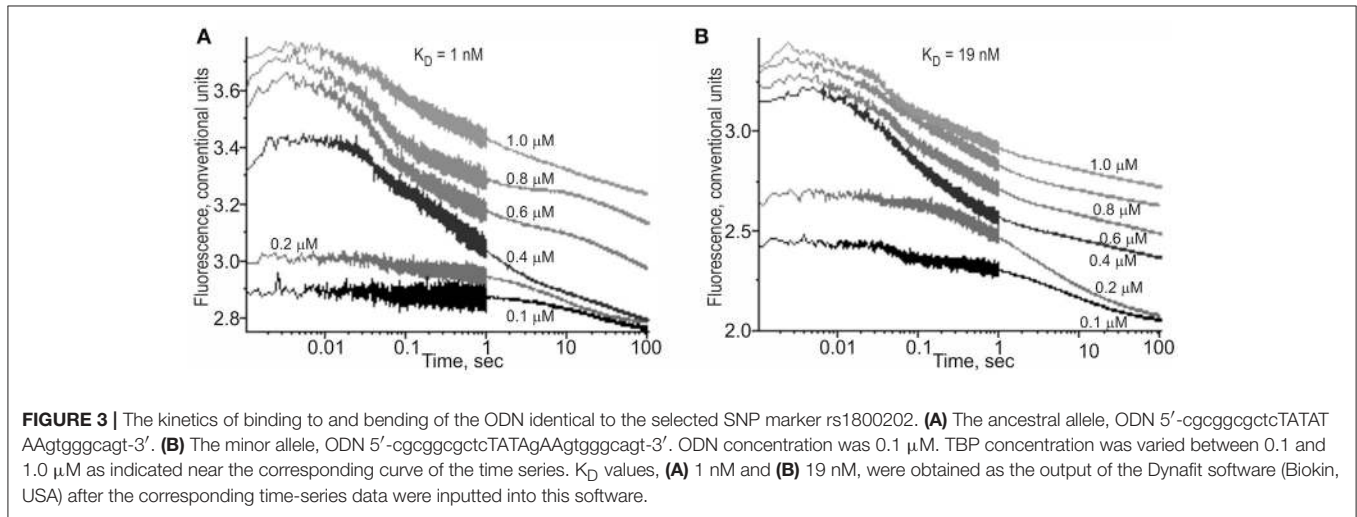 A
K_D = 1 nM
Fluorescence, conventional units
3.6
3.4
3.2
3.0
2.8
1.0 μM
0.8 μM
0.6 μM
0.4 μM
0.2 μM
0.1 μM
0.01
0.1
1
10
100
Time, sec
B
K_D = 19 nM
Fluorescence, conventional units
3.0
2.5
2.0
1.0 μM
0.8 μM
0.6 μM
0.4 μM
0.2 μM
0.1 μM
0.01
0.1
1
10
100
Time, sec
FIGURE 3 | The kinetics of binding to and bending of the ODN identical to the selected SNP marker rs1800202. (A) The ancestral allele, ODN 5′-cgcggcgctcTATAT
AAgtgggcagt-3′. (B) The minor allele, ODN 5′-cgcggcgctcTATAgAAgtgggcagt-3′. ODN concentration was 0.1 μM. TBP concentration was varied between 0.1 and
1.0 μM as indicated near the corresponding curve of the time series. K_D values, (A) 1 nM and (B) 19 nM, were obtained as the output of the Dynafit software (Biokin,
USA) after the corresponding time-series data were inputted into this software.